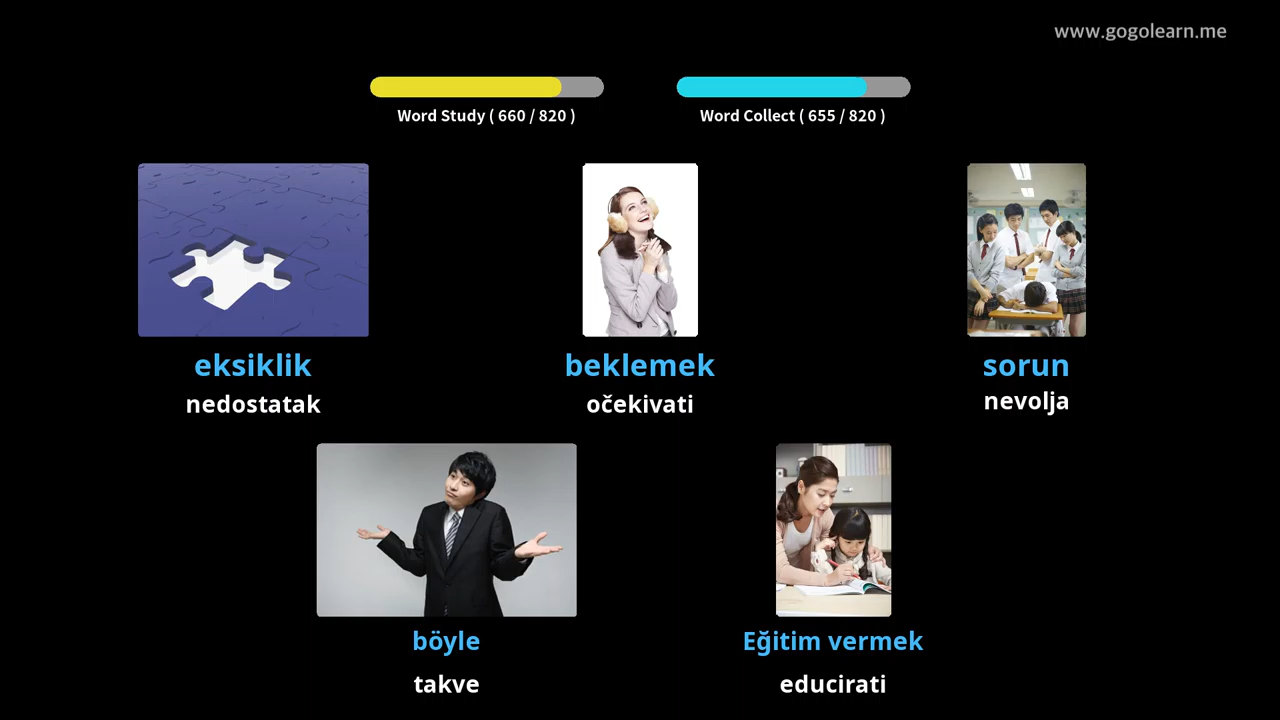 www.gogolearn.me
Word Study ( 660 / 820 )
Word Collect ( 655 / 820 )
eksiklik
nedostatak
beklemek
očekivati
sorun
nevolja
böyle
takve
Eğitim vermek
educirati